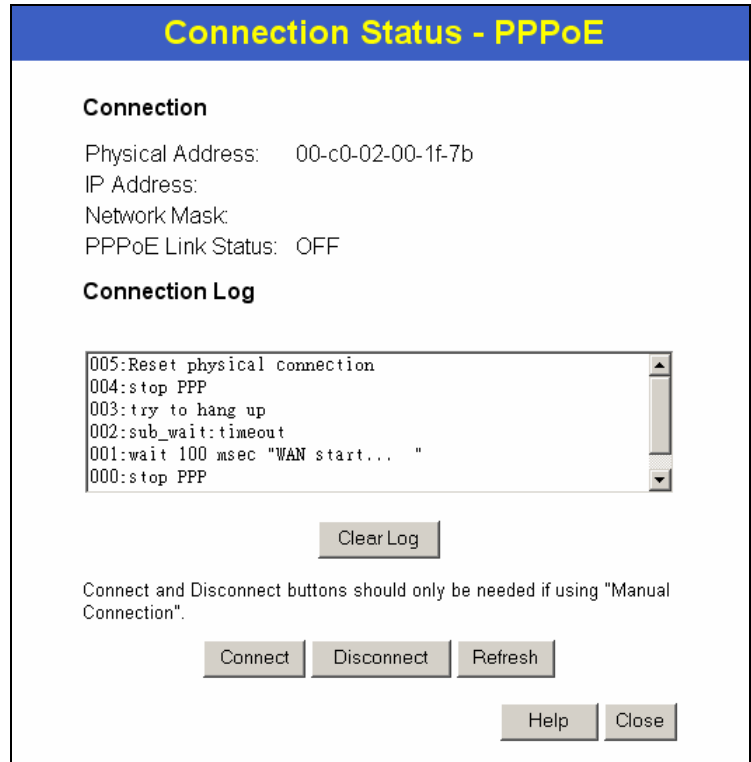 Connection Status - PPPoE
Connection
Physical Address: 00-c0-02-00-1f-7b
IP Address:
Network Mask:
PPPoE Link Status: OFF
Connection Log
005:Reset physical connection
004:stop PPP
003:try to hang up
002:sub_wait:timeout
001:wait 100 msec "WAN start...  "
000:stop PPP
Clear Log
Connect and Disconnect buttons should only be needed if using "Manual
Connection".
Connect Disconnect Refresh
Help Close